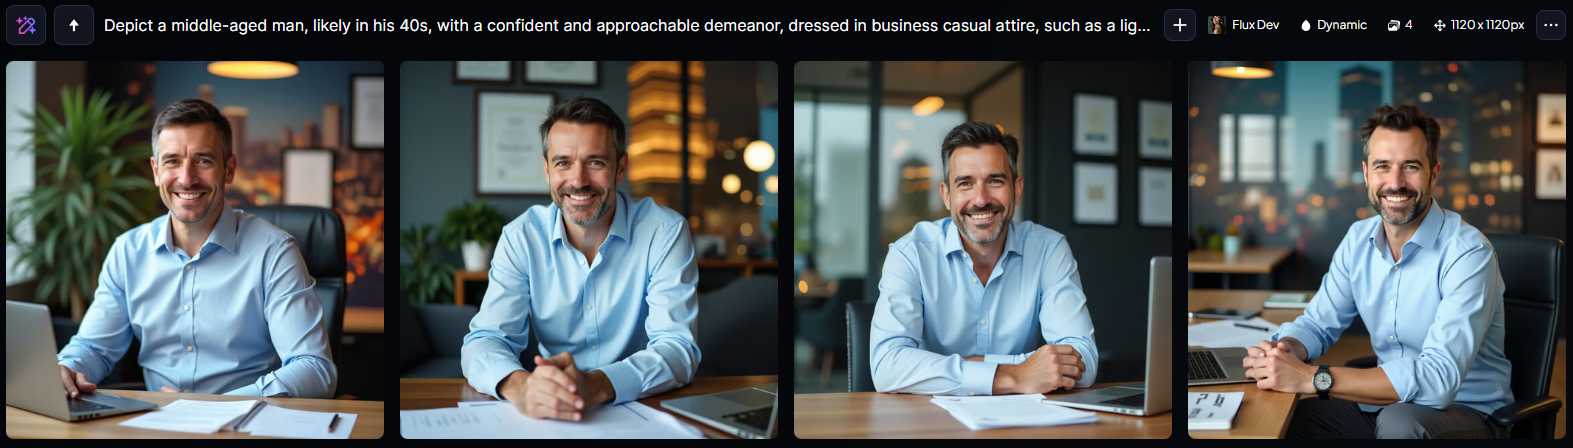 Depict a middle-aged man, likely in his 40s, with a confident and approachable demeanor, dressed in business casual attire, such as a lig...
Flux Dev
Dynamic
4
1120 x 1120px